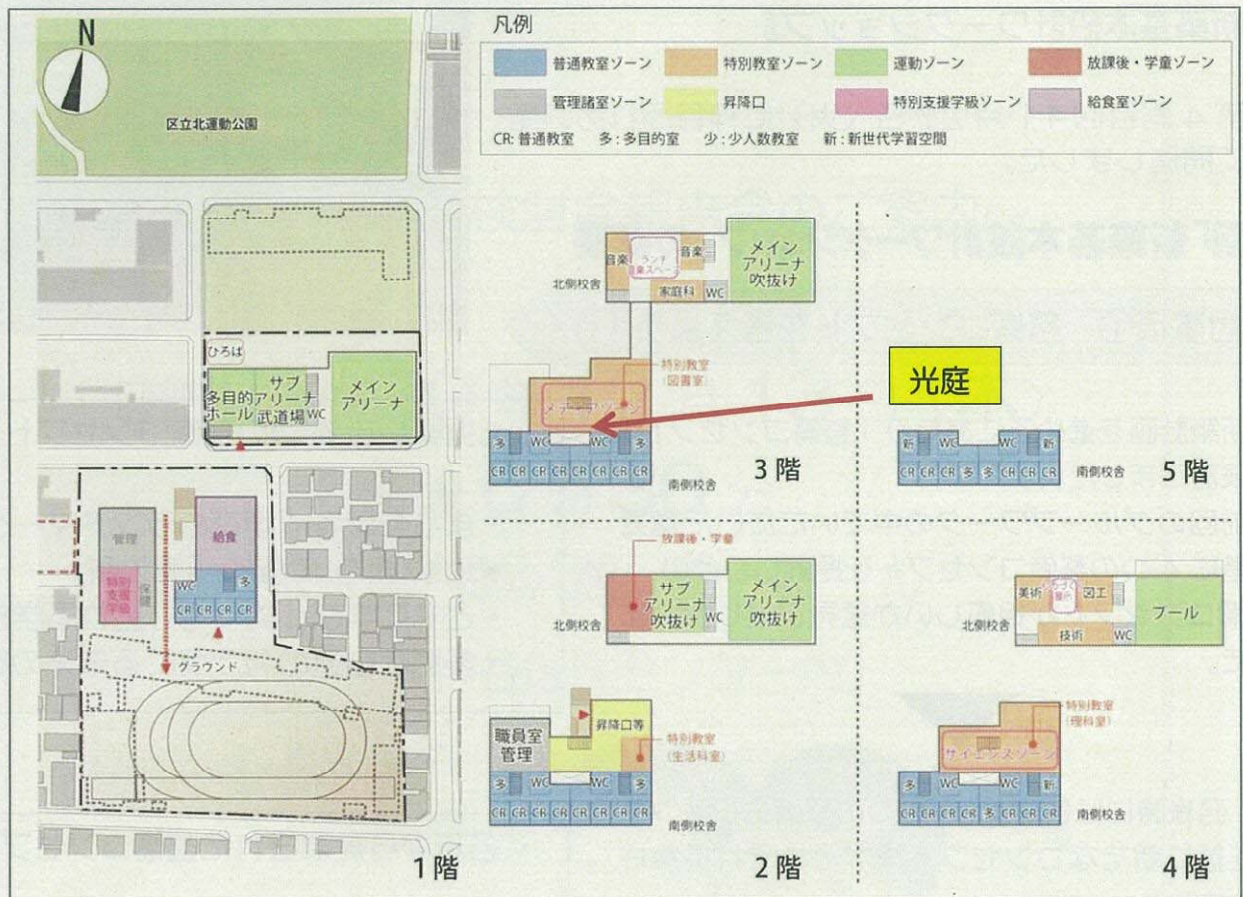 凡例
普通教室ゾーン 特別教室ゾーン 運動ゾーン 放課後・学童ゾーン
管理諸室ゾーン 昇降口 特別支援学級ゾーン 給食室ゾーン
CR: 普通教室 多：多目的室 少：少人数教室 新：新世代学習空間
N
区立北運動公園
ひろば
多目的
ホール
サブ
アリーナ
武道場
WC
メイン
アリーナ
管理
特別
支援
学級
保健
給食
WC
多
CR CR CR CR
グラウンド
1階
音楽
ランチ
音楽
メイン
アリーナ
吹抜け
北側校舎
家庭科
WC
特別教室
(図書室)
メディアゾーン
光庭
多 WC WC 多
CR CR CR CR CR CR CR
南側校舎
3階
新 WC WC 新
CR CR CR 多 多 CR CR CR
南側校舎
5階
放課後・学童
サブ
アリーナ
吹抜け
WC
メイン
アリーナ
吹抜け
北側校舎
職員室
管理
昇降口等
特別教室
(生活科室)
多 WC WC 多
CR CR CR CR CR CR CR CR
南側校舎
2階
美術
図工
プール
北側校舎
技術
WC
特別教室
(理科室)
サイエンスゾーン
多 WC WC 新
CR CR CR 多 CR CR CR
南側校舎
4階